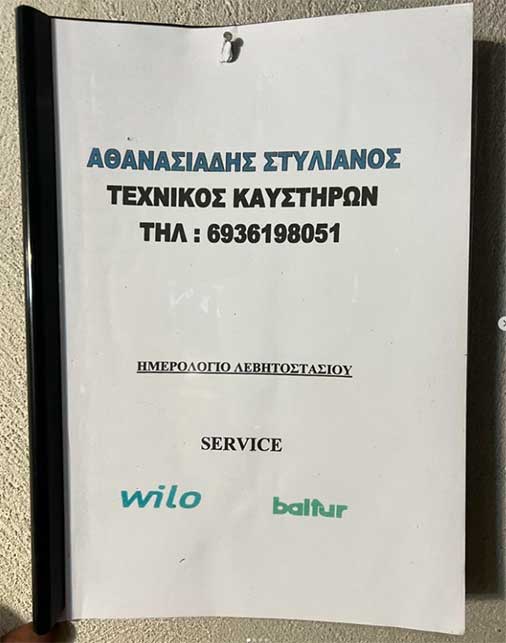 ΑΘΑΝΑΣΙΑΔΗΣ ΣΤΥΛΙΑΝΟΣ
ΤΕΧΝΙΚΟΣ ΚΑΥΣΤΗΡΩΝ
ΤΗΛ : 6936198051
ΗΜΕΡΟΛΟΓΙΟ ΛΕΒΗΤΟΣΤΑΣΙΟΥ
SERVICE
wilo baltur